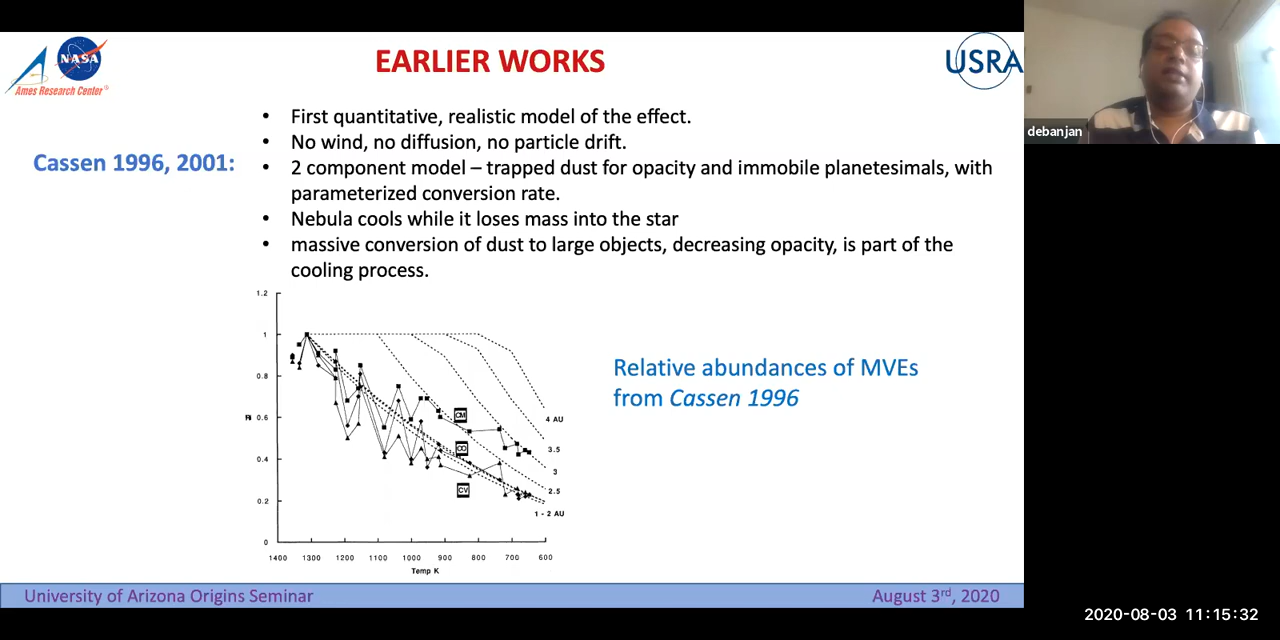 NASA
Ames Research Center
EARLIER WORKS
USRA
debanjan
Cassen 1996, 2001:
• First quantitative, realistic model of the effect.
• No wind, no diffusion, no particle drift.
• 2 component model – trapped dust for opacity and immobile planetesimals, with
parameterized conversion rate.
• Nebula cools while it loses mass into the star
• massive conversion of dust to large objects, decreasing opacity, is part of the
cooling process.
1.2
1
0.8
0.6
0.4
0.2
0
CM
CO
CV
4 AU
3.5
3
2.5
1 - 2 AU
1400 1300 1200 1100 1000 900 800 700 600
Temp K
Relative abundances of MVEs
from Cassen 1996
University of Arizona Origins Seminar
August 3rd, 2020
2020-08-03 11:15:32